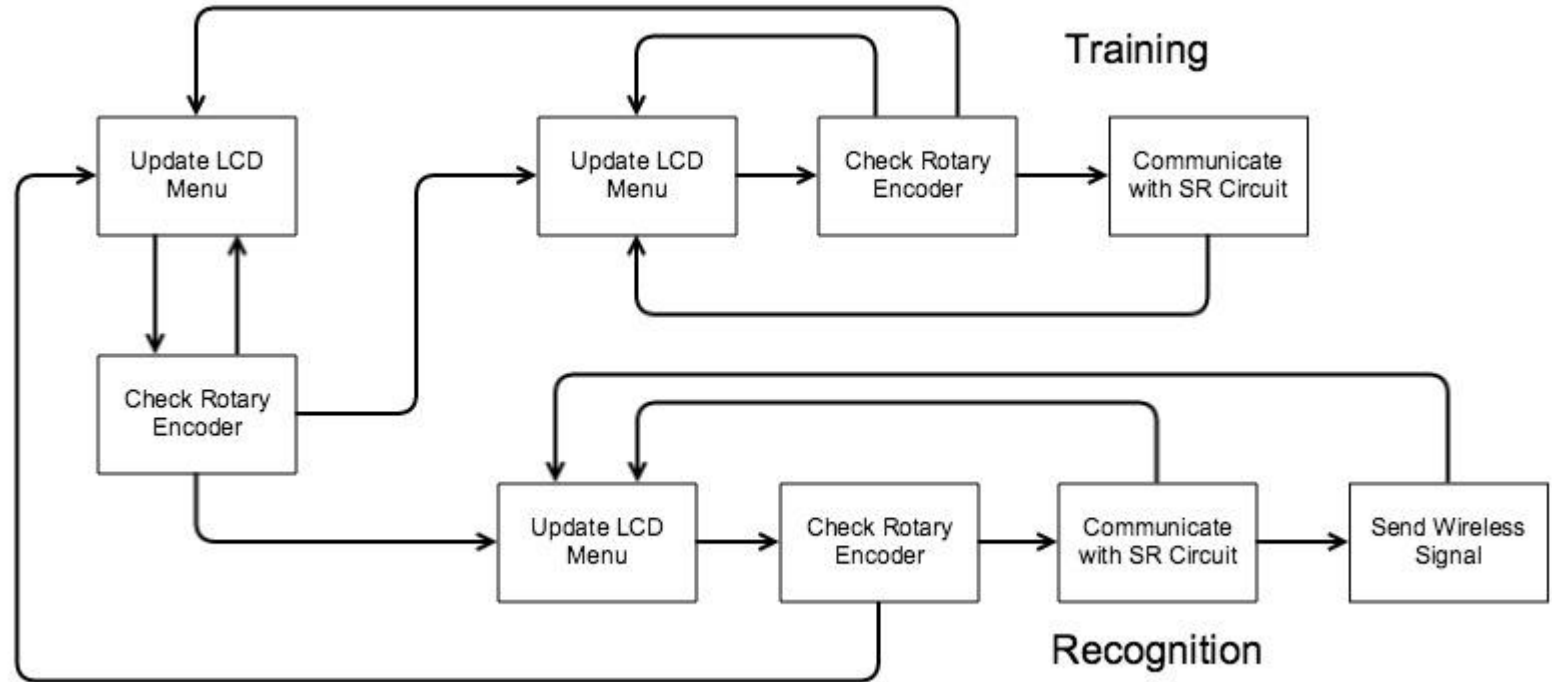 Training
Update LCD
Menu
Update LCD
Menu
Check Rotary
Encoder
Communicate
with SR Circuit
Check Rotary
Encoder
Update LCD
Menu
Check Rotary
Encoder
Communicate
with SR Circuit
Send Wireless
Signal
Recognition